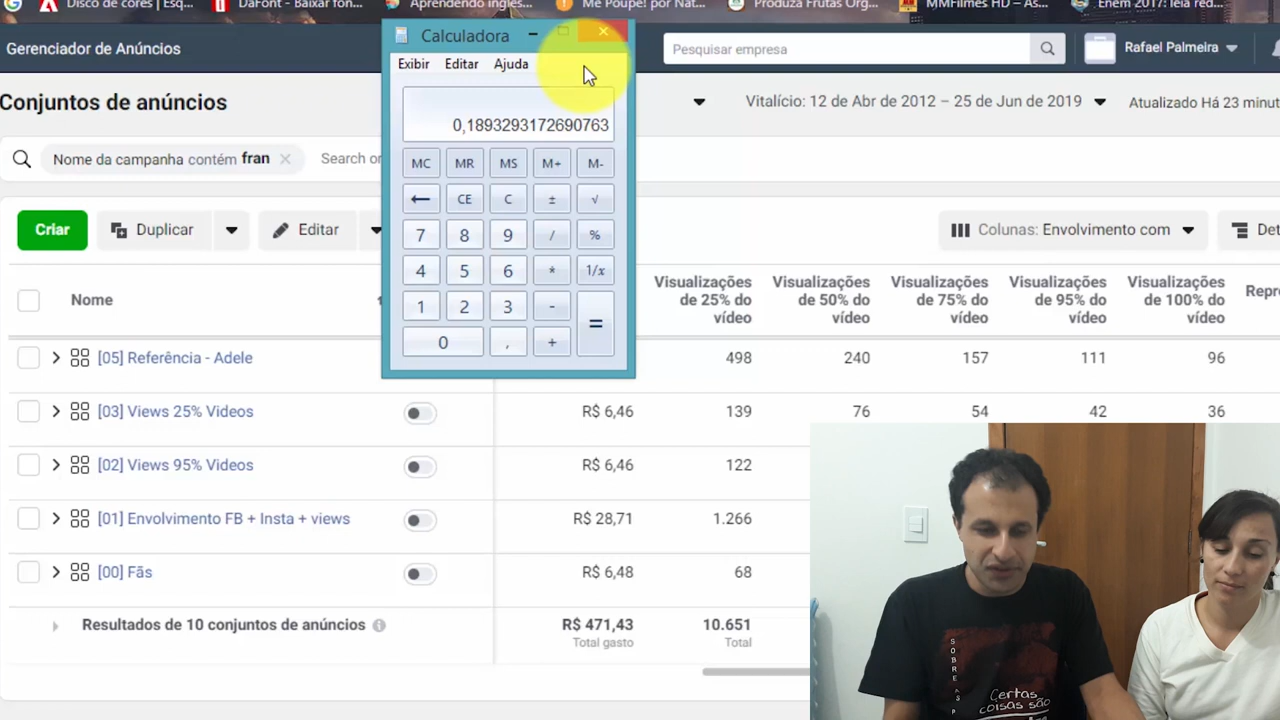 Disco de cores | Esq...
DaFont - Baixar fon...
Aprendendo inglês...
Me Poupe! por Nat...
Produza Frutas Org...
MMFilmes HD – As...
Enem 2017: leia red...
Gerenciador de Anúncios
Calculadora
Pesquisar empresa
Rafael Palmeira
Exibir Editar Ajuda
Conjuntos de anúncios
Vitalício: 12 de Abr de 2012 – 25 de Jun de 2019
Atualizado Há 23 minut
0,1893293172690763
Nome da campanha contém fran
Search or
MC MR MS M+ M-
← CE C ± √
7 8 9 / %
4 5 6 * 1/x
1 2 3 - =
0 , +
Criar
Duplicar
Editar
Colunas: Envolvimento com
Det
Nome
Visualizações
de 25% do
vídeo
Visualizações
de 50% do
vídeo
Visualizações
de 75% do
vídeo
Visualizações
de 95% do
vídeo
Visualizações
de 100% do
vídeo
Repr
[05] Referência - Adele 498 240 157 111 96
[03] Views 25% Videos R$ 6,46 139 76 54 42 36
[02] Views 95% Videos R$ 6,46 122
[01] Envolvimento FB + Insta + views R$ 28,71 1.266
[00] Fãs R$ 6,48 68
Resultados de 10 conjuntos de anúncios R$ 471,43 10.651
Total gasto Total
SOBRE AS P
Certas
coisas são